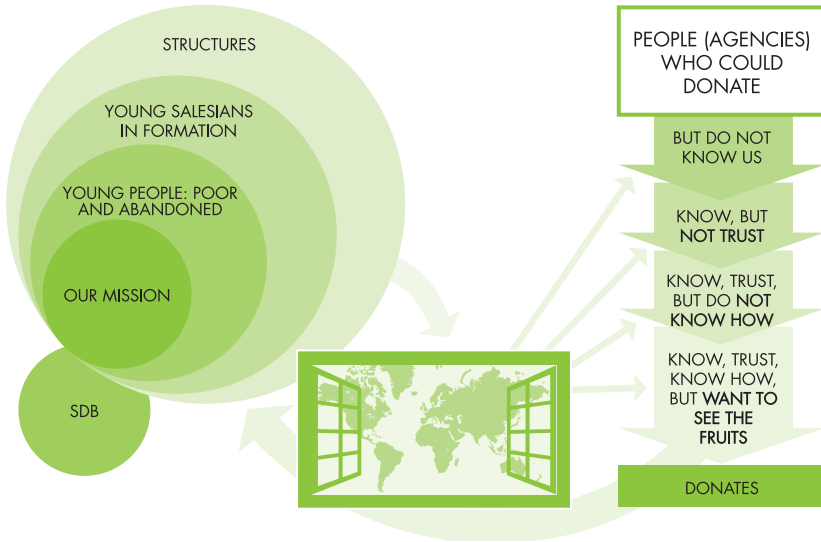 STRUCTURES
YOUNG SALESIANS
IN FORMATION
YOUNG PEOPLE: POOR
AND ABANDONED
OUR MISSION
SDB
PEOPLE (AGENCIES)
WHO COULD
DONATE
BUT DO NOT
KNOW US
KNOW, BUT
NOT TRUST
KNOW, TRUST,
BUT DO NOT
KNOW HOW
KNOW, TRUST,
KNOW HOW,
BUT WANT TO
SEE THE
FRUITS
DONATES